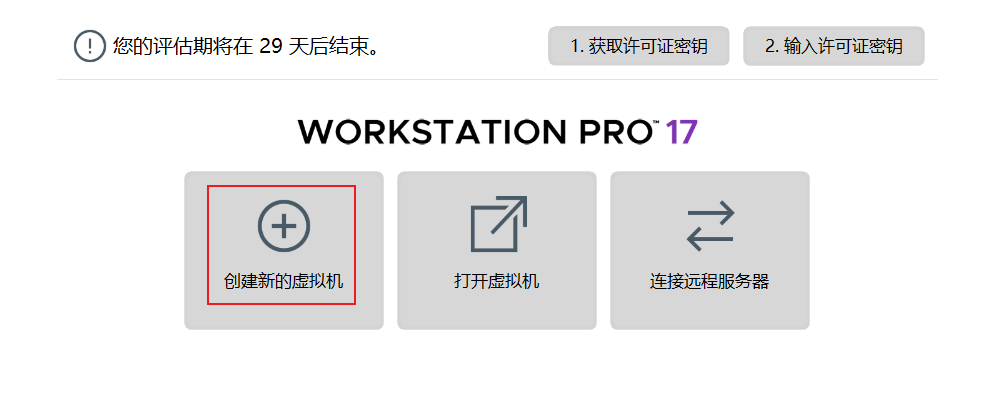 您的评估期将在 29 天后结束。
1. 获取许可证密钥
2. 输入许可证密钥
WORKSTATION PRO™ 17
创建新的虚拟机
打开虚拟机
连接远程服务器